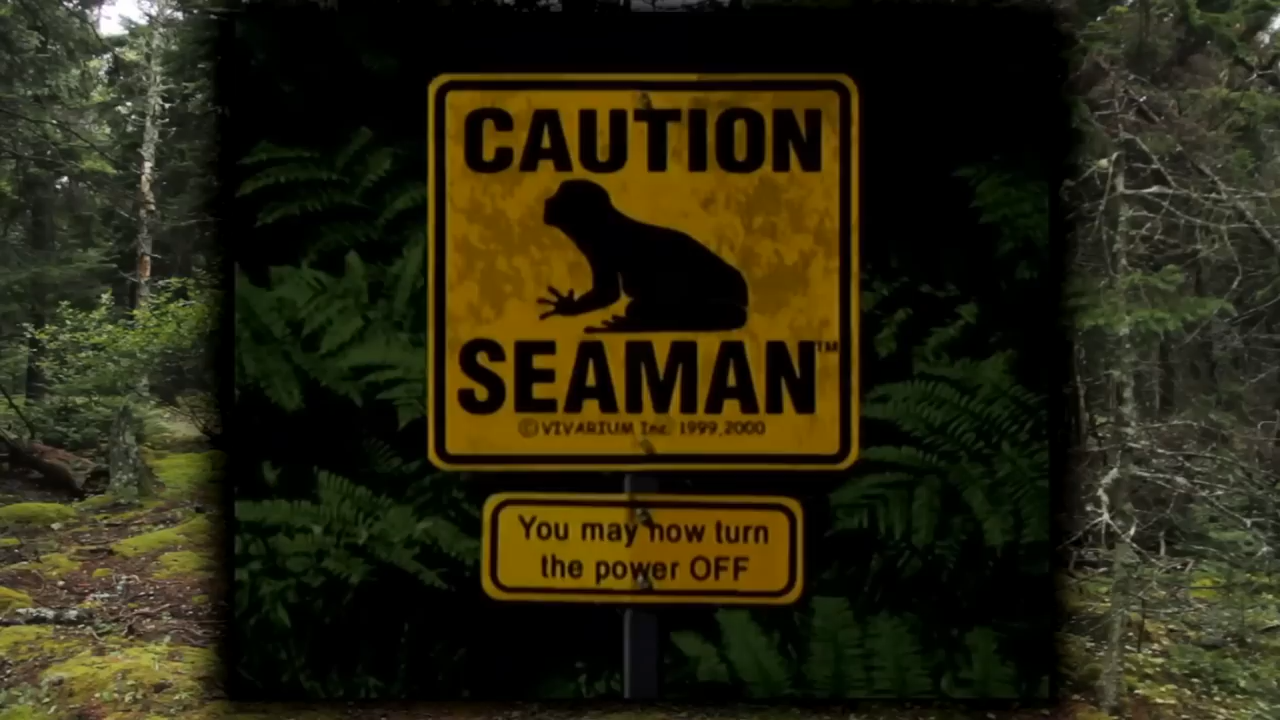 CAUTION
SEAMAN™
©VIVARIUM Inc. 1999,2000
You may now turn
the power OFF